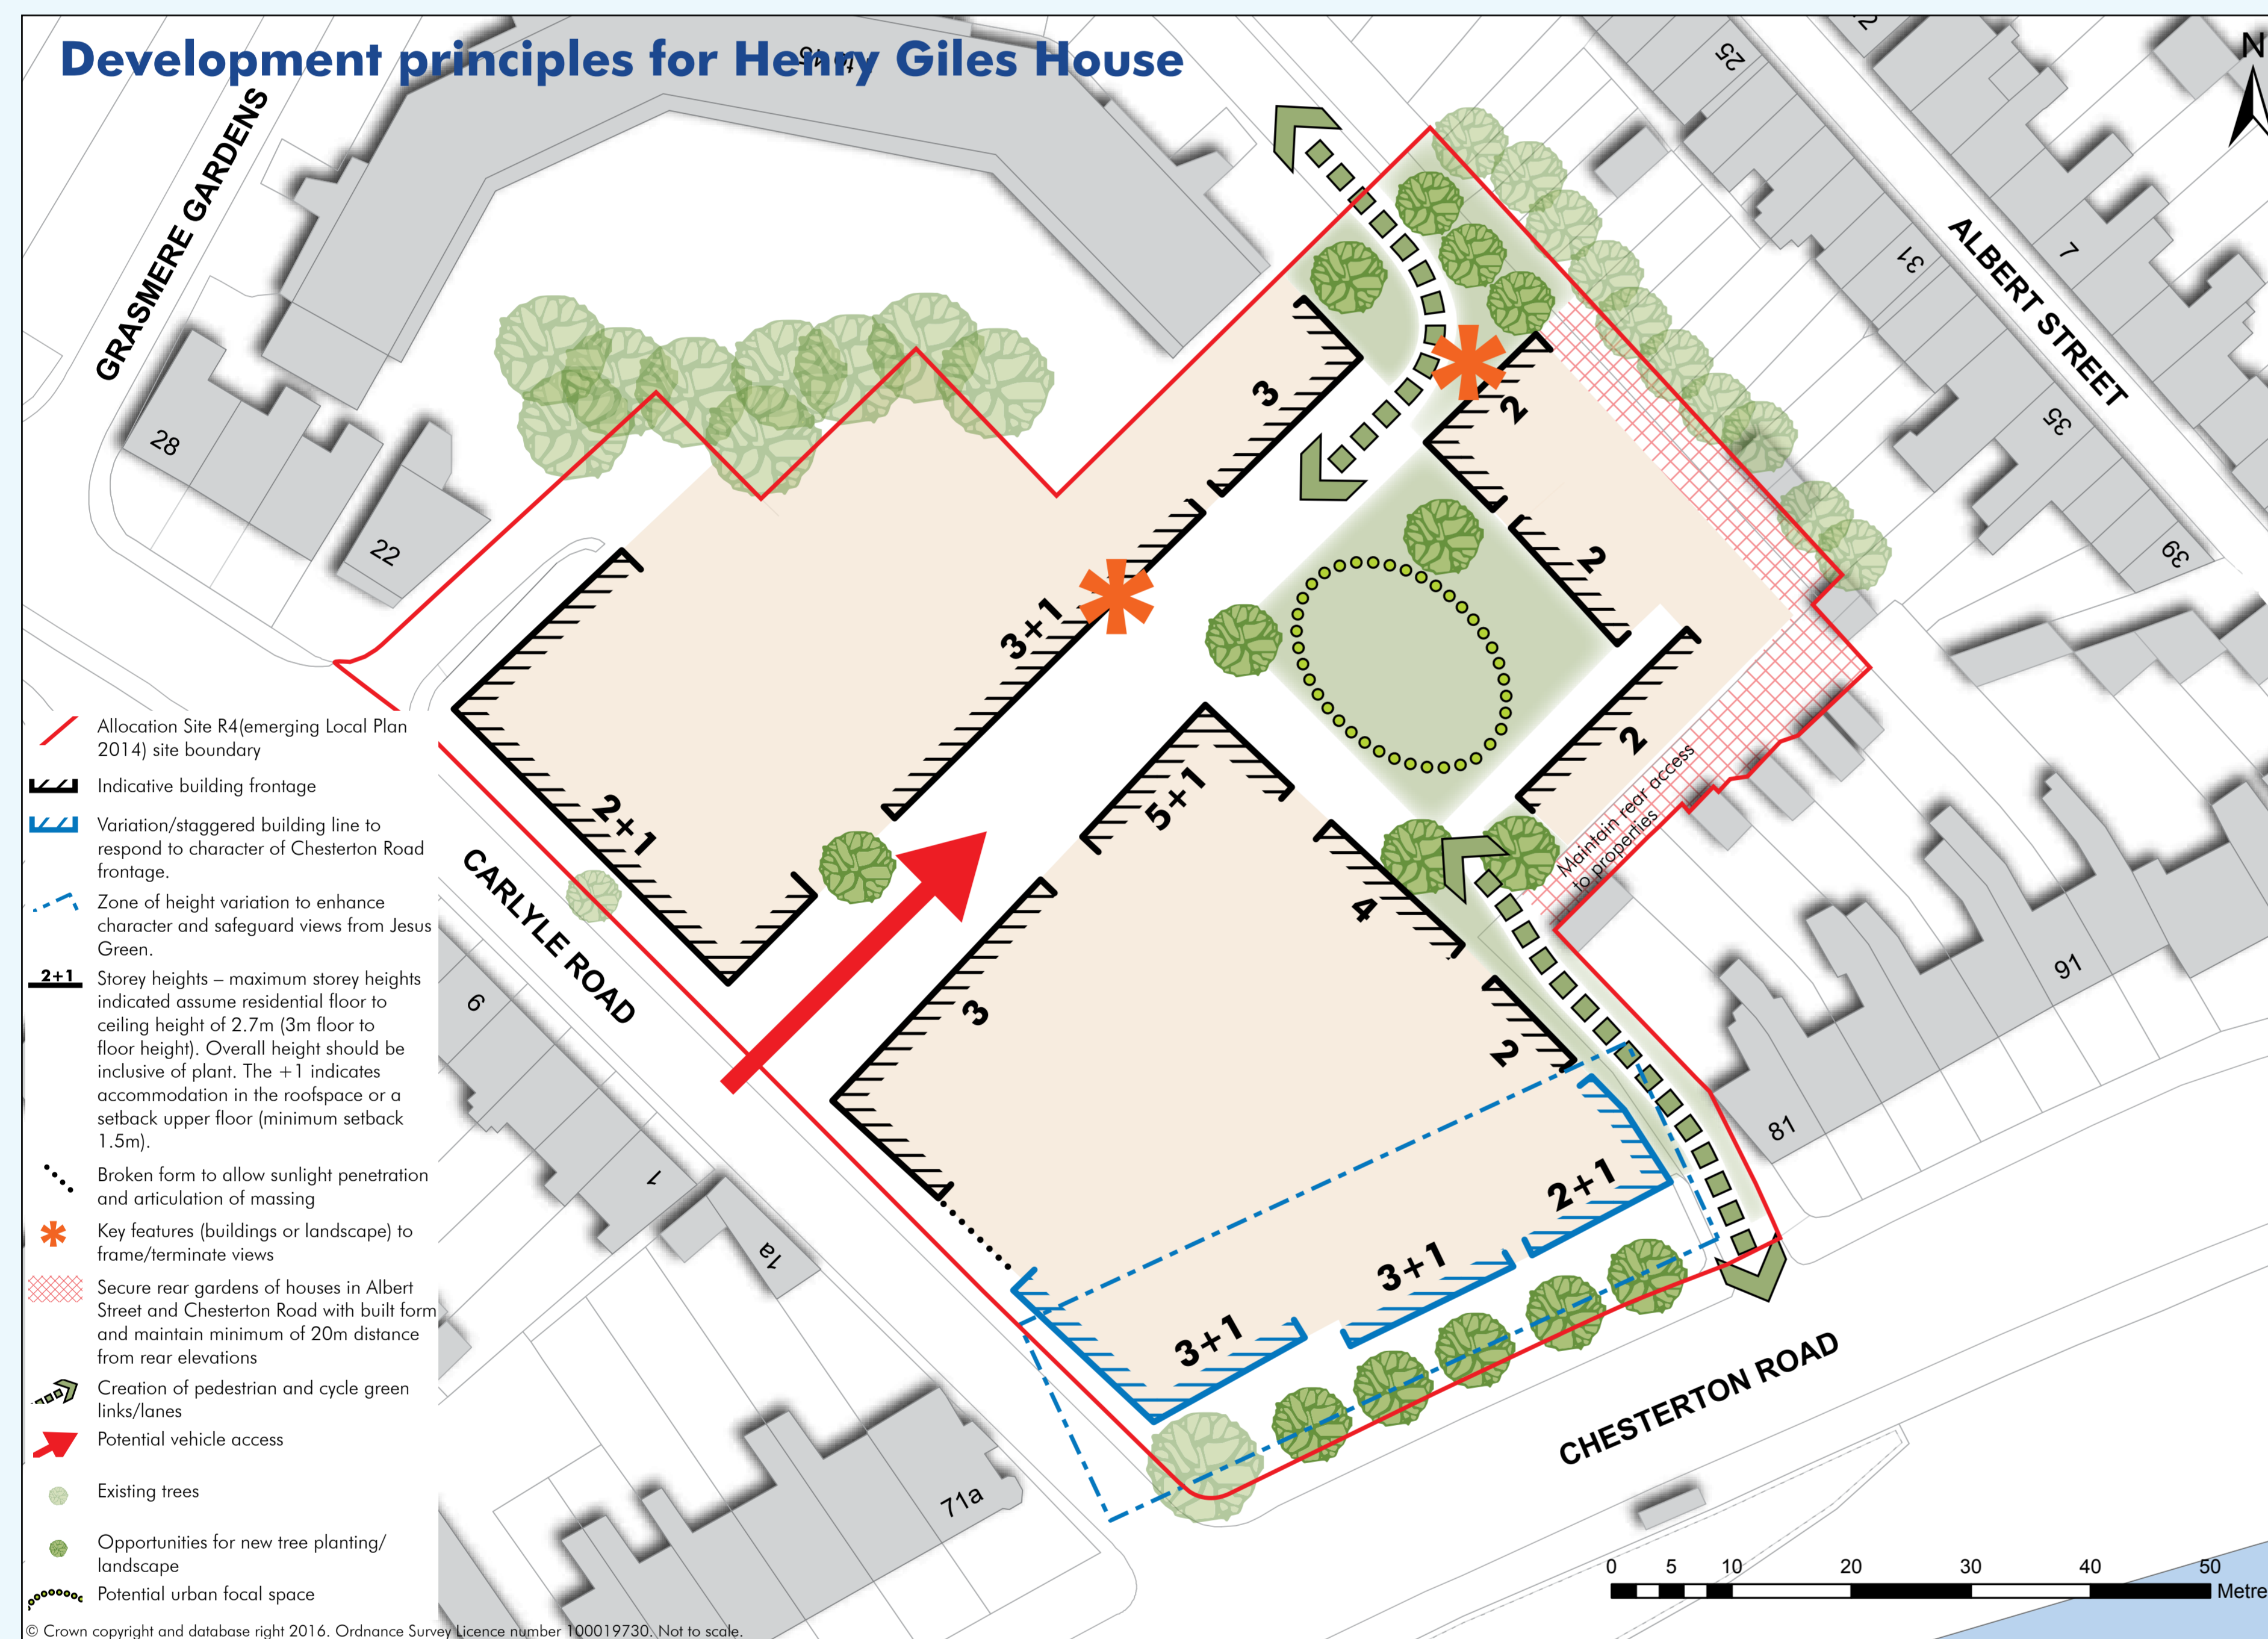 Development principles for Henry Giles House
N
GRASMERE GARDENS
ALBERT STREET
25
7
31
35
39
28
22
3
2
2
3+1
2
5+1
2+1
4
3
2
2+1
3+1
3+1
CARLYLE ROAD
9
1
1a
71a
81
91
Maintain rear access
to properties
CHESTERTON ROAD
Allocation Site R4(emerging Local Plan
2014) site boundary
Indicative building frontage
Variation/staggered building line to
respond to character of Chesterton Road
frontage.
Zone of height variation to enhance
character and safeguard views from Jesus
Green.
2+1
Storey heights – maximum storey heights
indicated assume residential floor to
ceiling height of 2.7m (3m floor to
floor height). Overall height should be
inclusive of plant. The +1 indicates
accommodation in the roofspace or a
setback upper floor (minimum setback
1.5m).
Broken form to allow sunlight penetration
and articulation of massing
Key features (buildings or landscape) to
frame/terminate views
Secure rear gardens of houses in Albert
Street and Chesterton Road with built form
and maintain minimum of 20m distance
from rear elevations
Creation of pedestrian and cycle green
links/lanes
Potential vehicle access
Existing trees
Opportunities for new tree planting/
landscape
Potential urban focal space
0 5 10 20 30 40 50
Metre
© Crown copyright and database right 2016. Ordnance Survey Licence number 100019730. Not to scale.